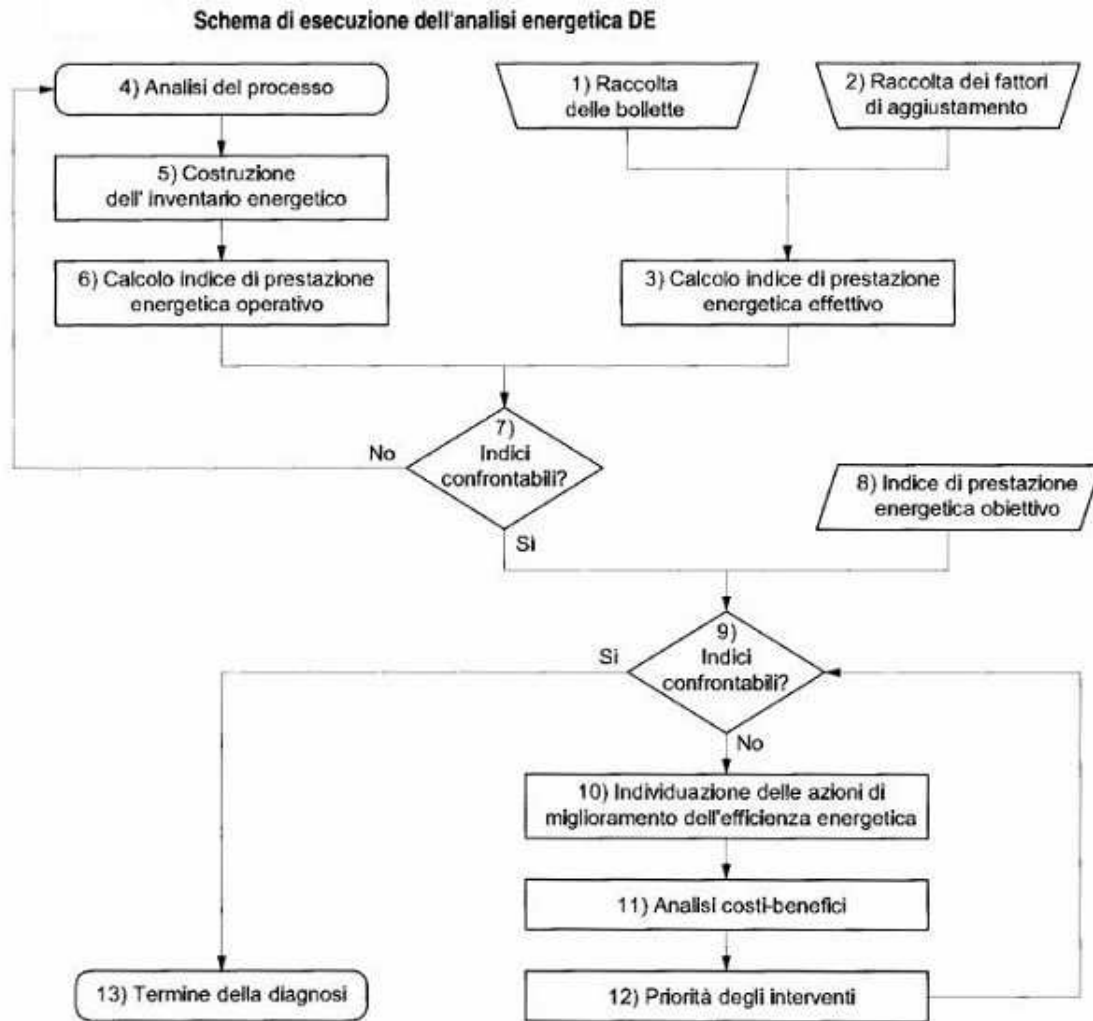 Schema di esecuzione dell'analisi energetica DE
4) Analisi del processo
1) Raccolta
delle bollette
2) Raccolta dei fattori
di aggiustamento
5) Costruzione
dell' inventario energetico
6) Calcolo indice di prestazione
energetica operativo
3) Calcolo indice di prestazione
energetica effettivo
7)
Indici
confrontabili?
No
Sì
8) Indice di prestazione
energetica obiettivo
9)
Indici
confrontabili?
Si
No
10) Individuazione delle azioni di
miglioramento dell'efficienza energetica
11) Analisi costi-benefici
12) Priorità degli interventi
13) Termine della diagnosi